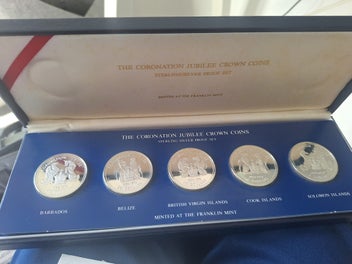 THE CORONATION JUBILEE CROWN COINS
STERLING SILVER PROOF SET
MINTED AT THE FRANKLIN MINT
THE CORONATION JUBILEE CROWN COINS
STERLING SILVER PROOF SET
BARBADOS
BELIZE
BRITISH VIRGIN ISLANDS
COOK ISLANDS
SOLOMON ISLANDS
MINTED AT THE FRANKLIN MINT